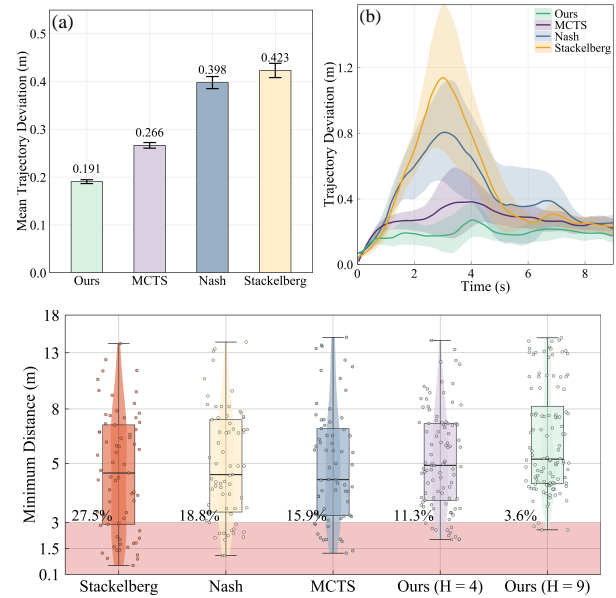 (a)
Mean Trajectory Deviation (m)
0.5
0.4
0.3
0.2
0.1
0.0
0.191
0.266
0.398
0.423
Ours
MCTS
Nash
Stackelberg
(b)
Trajectory Deviation (m)
1.2
0.8
0.4
0.0
Ours
MCTS
Nash
Stackelberg
0
2
4
6
8
Time (s)
Minimum Distance (m)
18
13
8
5
3
1.5
0.1
27.5%
18.8%
15.9%
11.3%
3.6%
Stackelberg
Nash
MCTS
Ours (H = 4)
Ours (H = 9)